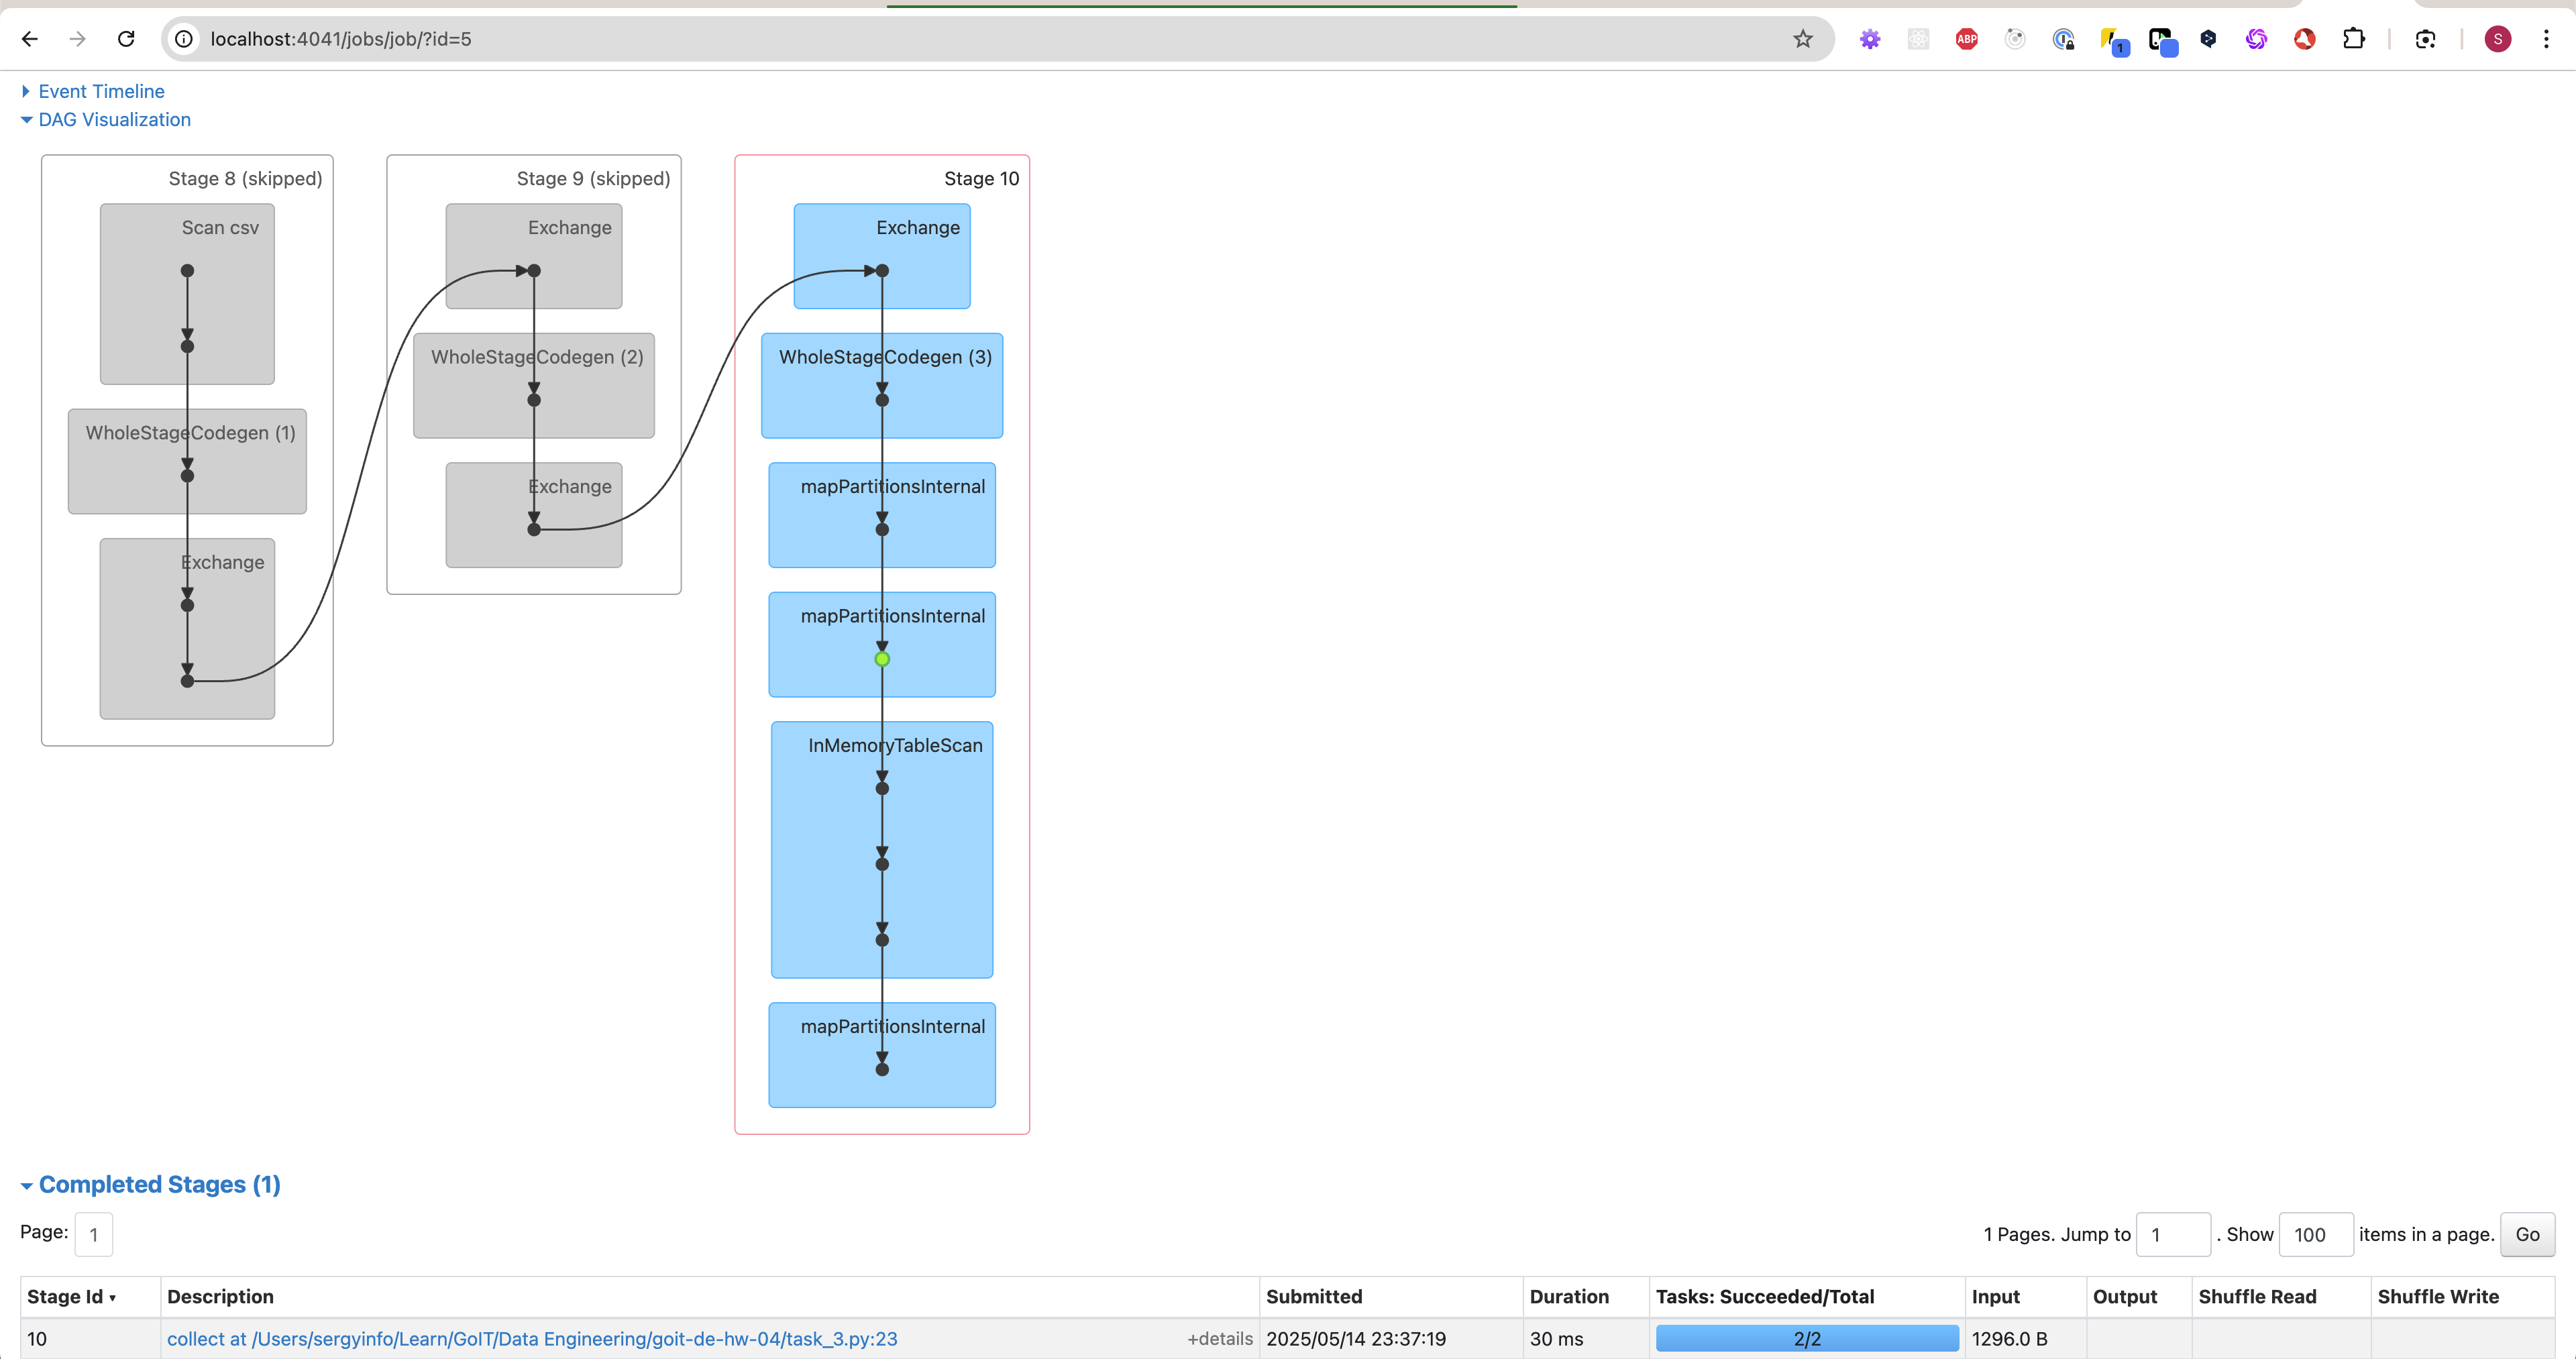 localhost:4041/jobs/job/?id=5
ABP
1
S
Event Timeline
DAG Visualization
Stage 8 (skipped)
Scan csv
WholeStageCodegen (1)
Exchange
Stage 9 (skipped)
Exchange
WholeStageCodegen (2)
Exchange
Stage 10
Exchange
WholeStageCodegen (3)
mapPartitionsInternal
mapPartitionsInternal
InMemoryTableScan
mapPartitionsInternal
Completed Stages (1)
Page: 1
1 Pages. Jump to 1 . Show 100 items in a page. Go
Stage Id ▾ Description Submitted Duration Tasks: Succeeded/Total Input Output Shuffle Read Shuffle Write
10 collect at /Users/sergyinfo/Learn/GoIT/Data Engineering/goit-de-hw-04/task_3.py:23 +details 2025/05/14 23:37:19 30 ms 2/2 1296.0 B